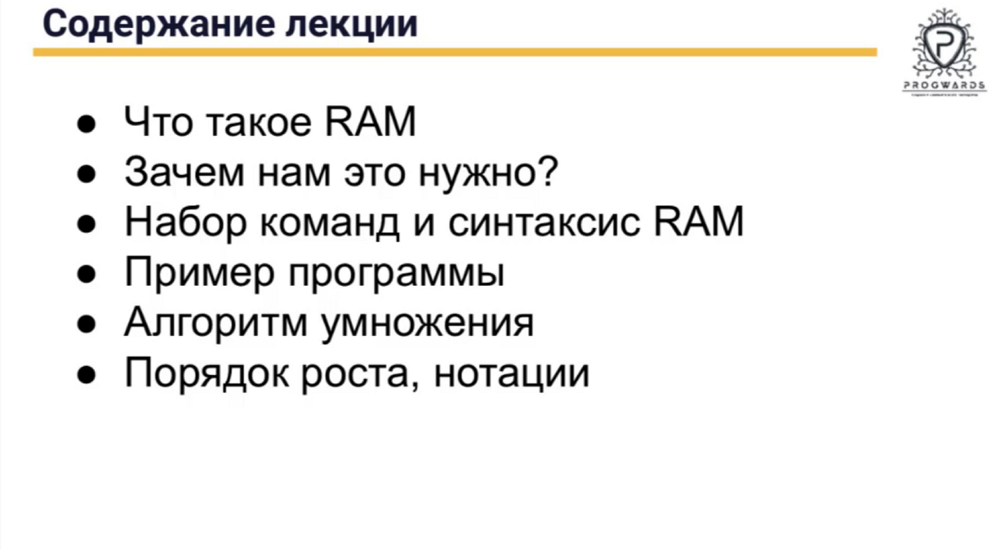 Содержание лекции
PROGWARDS
● Что такое RAM
● Зачем нам это нужно?
● Набор команд и синтаксис RAM
● Пример программы
● Алгоритм умножения
● Порядок роста, нотации